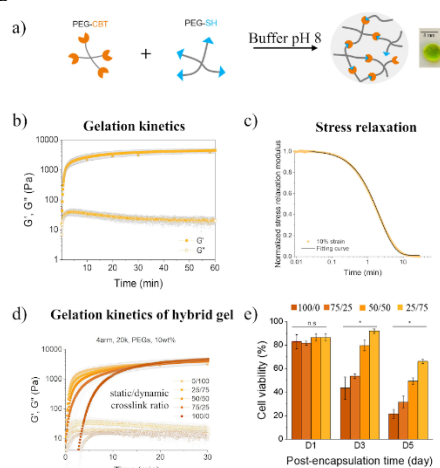 a)
PEG-CBT
PEG-SH
+
Buffer pH 8
b)
Gelation kinetics
G', G" (Pa)
10000
1000
100
10
1
10 20 30 40 50 60
Time (min)
G'
G"
c)
Stress relaxation
Normalized stress relaxation modulus
1.0
0.8
0.6
0.4
0.2
0.0
0.01 0.1 1 10
Time (min)
10% strain
Fitting curve
d)
Gelation kinetics of hybrid gel
4arm, 20k, PEGs, 10wt%
G', G" (Pa)
10000
1000
100
10
1
static/dynamic
crosslink ratio
0/100
25/75
50/50
75/25
100/0
0 10 20 30
e)
100/0 75/25 50/50 25/75
Cell viability (%)
100
80
60
40
20
0
n.s
*
*
D1 D3 D5
Post-encapsulation time (day)